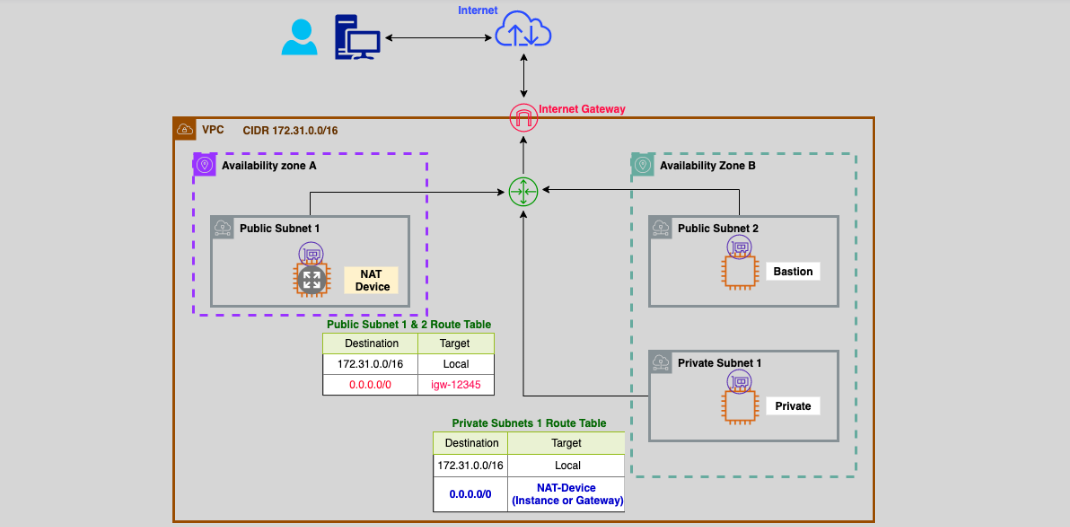 Internet
Internet Gateway
VPC CIDR 172.31.0.0/16
Availability zone A
Availability Zone B
Public Subnet 1
NAT
Device
Public Subnet 2
Bastion
Public Subnet 1 & 2 Route Table
Destination Target
172.31.0.0/16 Local
0.0.0.0/0 igw-12345
Private Subnet 1
Private
Private Subnets 1 Route Table
Destination Target
172.31.0.0/16 Local
0.0.0.0/0 NAT-Device
(Instance or Gateway)